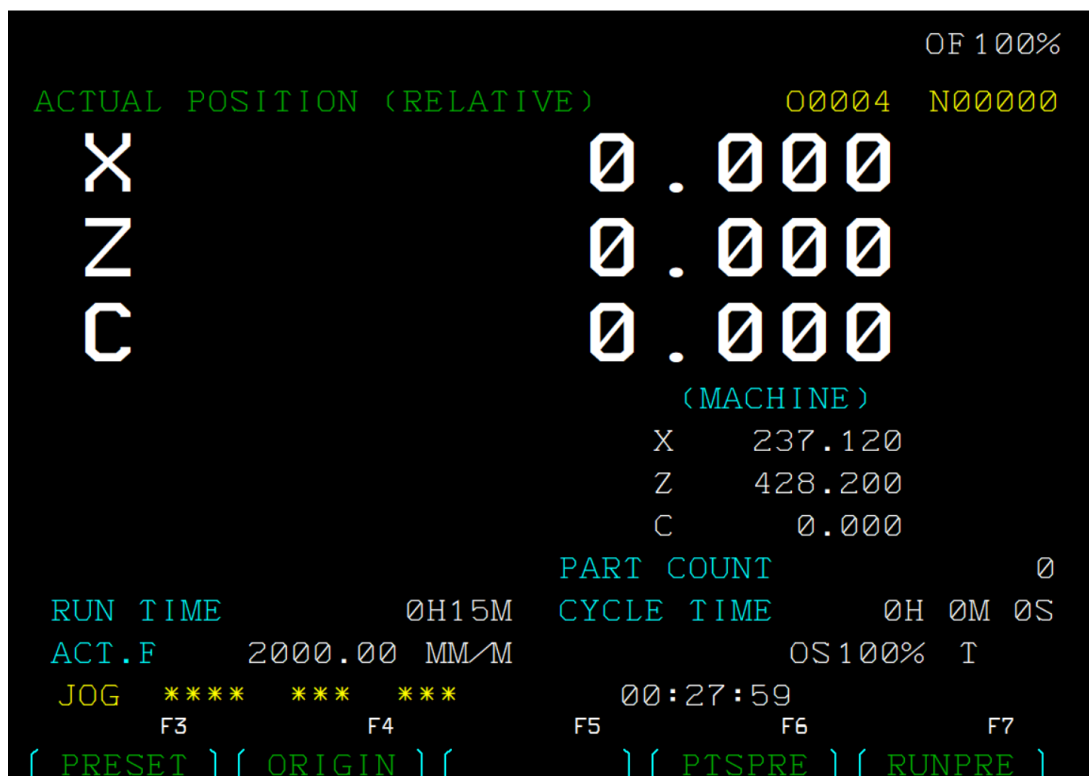 OF100%
ACTUAL POSITION (RELATIVE) O0004 N00000
X 0.000
Z 0.000
C 0.000
(MACHINE)
X 237.120
Z 428.200
C 0.000
PART COUNT 0
RUN TIME 0H15M CYCLE TIME 0H 0M 0S
ACT.F 2000.00 MM/M OS100% T
JOG **** *** *** 00:27:59
F3 F4 F5 F6 F7
[ PRESET ] [ ORIGIN ] [ ] [ PTSPRE ] [ RUNPRE ]